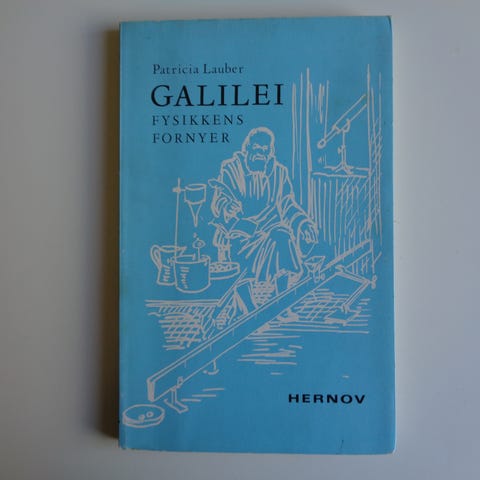 Patricia Lauber
GALILEI
FYSIKKENS
FORNYER
HERNOV